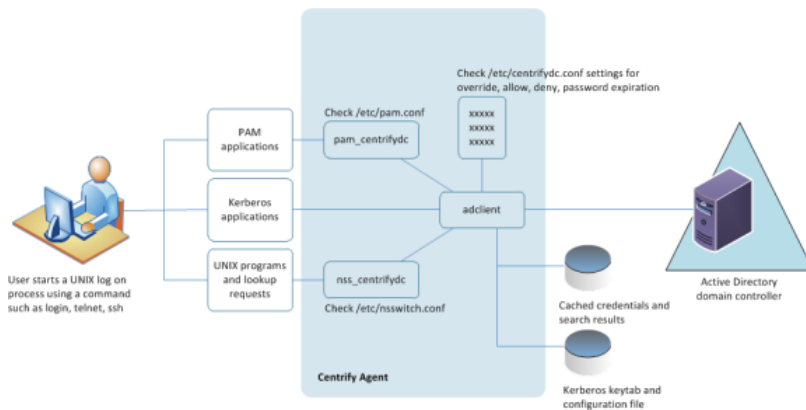 Check /etc/centrifydc.conf settings for
override, allow, deny, password expiration
Check /etc/pam.conf
xxxxx
xxxxx
xxxxx
PAM
applications
pam_centrifydc
Kerberos
applications
adclient
UNIX programs
and lookup
requests
nss_centrifydc
Check /etc/nsswitch.conf
User starts a UNIX log on
process using a command
such as login, telnet, ssh
Active Directory
domain controller
Cached credentials and
search results
Centrify Agent
Kerberos keytab and
configuration file